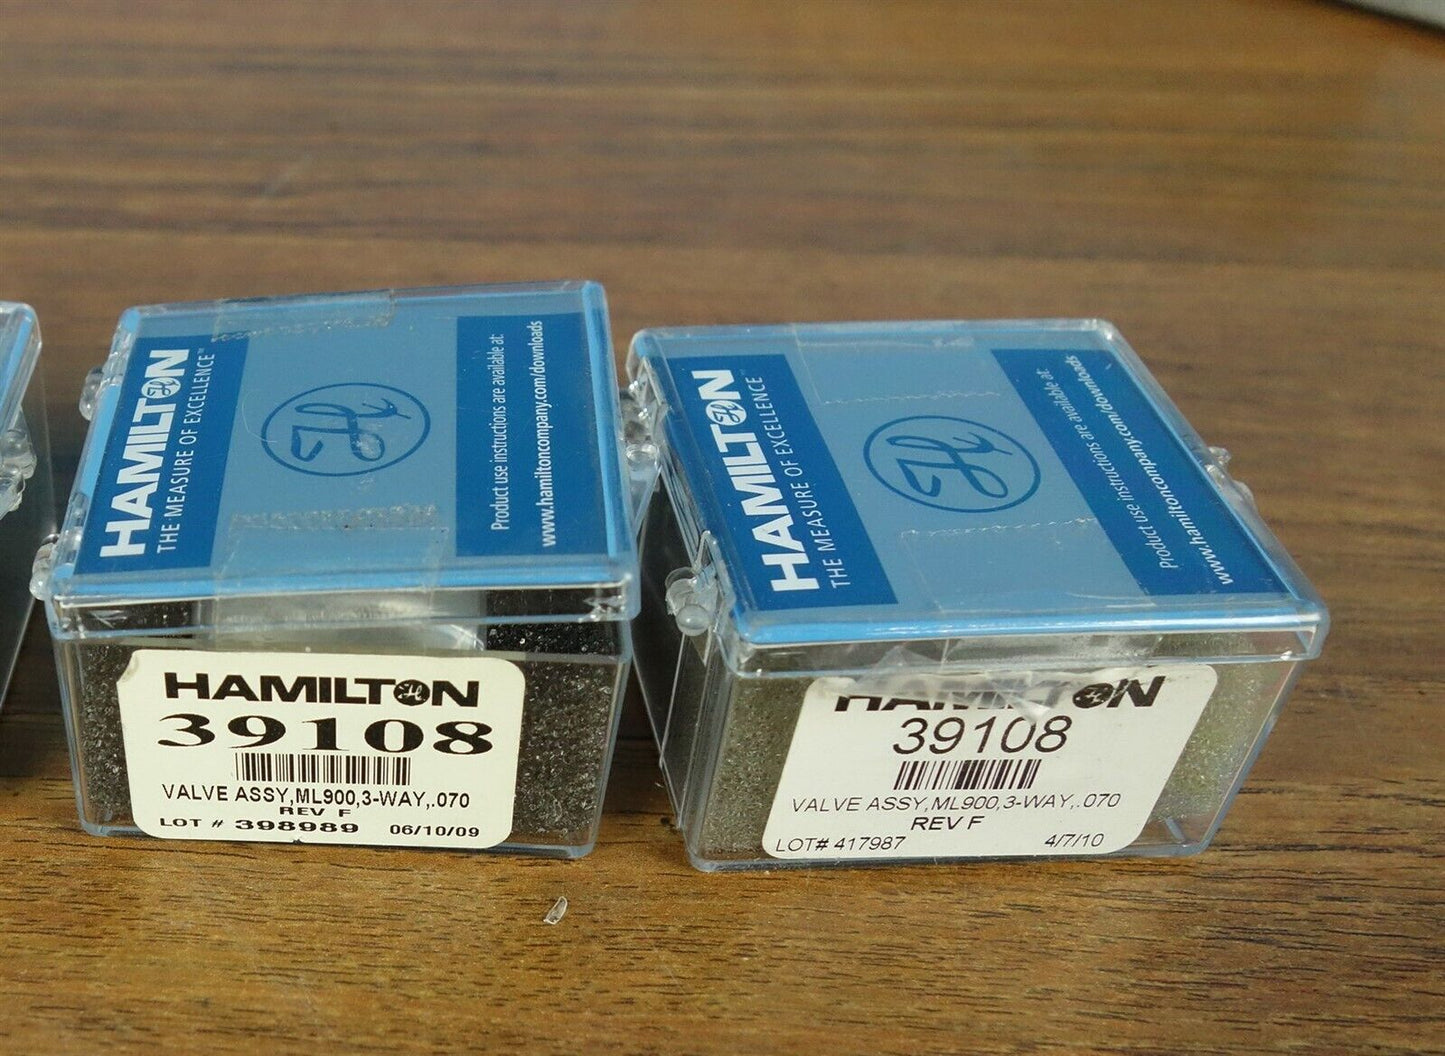 HAMILTON
THE MEASURE OF EXCELLENCE™
Product use instructions are available at:
www.hamiltoncompany.com/downloads
HAMILTON
39108
VALVE ASSY,ML900,3-WAY,.070
REV F
LOT # 398989 06/10/09
HAMILTON
THE MEASURE OF EXCELLENCE™
Product use instructions are available at:
www.hamiltoncompany.com/downloads
HAMILTON
39108
VALVE ASSY,ML900,3-WAY,.070
REV F
LOT# 417987 4/7/10